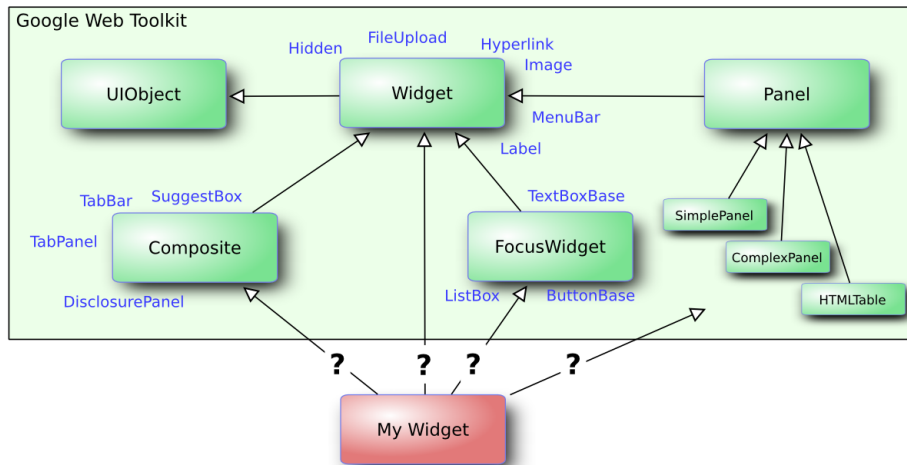 Google Web Toolkit
FileUpload
Hidden
Hyperlink
Image
UIObject
Widget
Panel
MenuBar
Label
TabBar
SuggestBox
TextBoxBase
SimplePanel
TabPanel
Composite
FocusWidget
ComplexPanel
DisclosurePanel
ListBox
ButtonBase
HTMLTable
? ? ? ?
My Widget